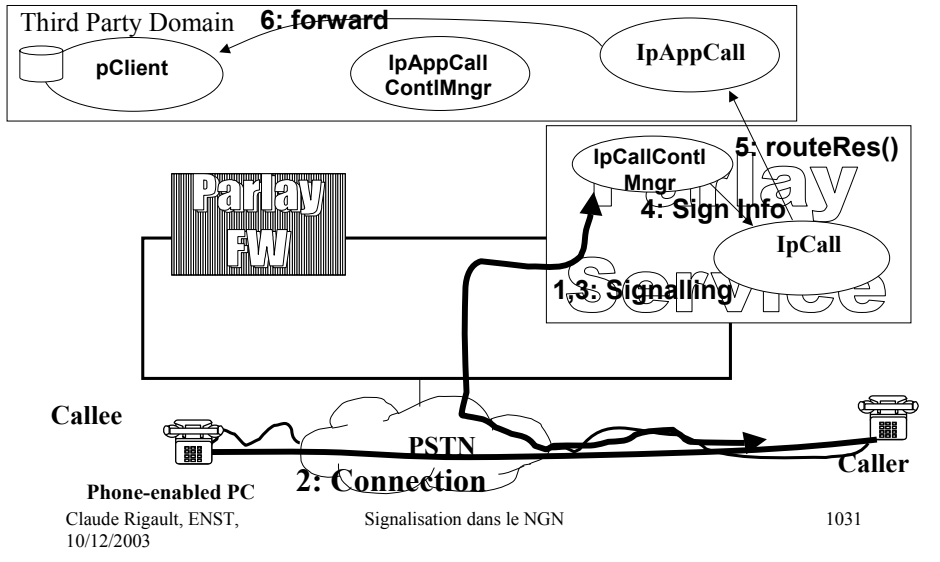 Third Party Domain
6: forward
pClient
IpAppCall
ContlMngr
IpAppCall
Parlay
FW
Parlay
Service
IpCallContl
Mngr
5: routeRes()
4: Sign Info
IpCall
1,3: Signalling
Callee
PSTN
Caller
2: Connection
Phone-enabled PC
Claude Rigault, ENST,
10/12/2003
Signalisation dans le NGN
1031